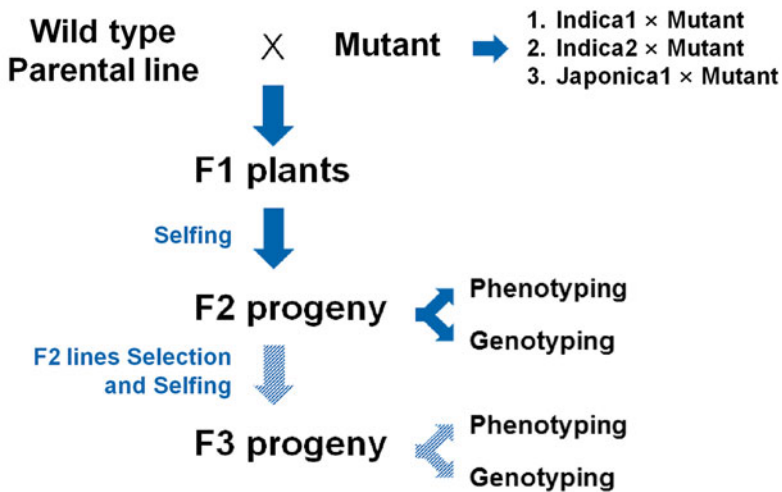 Wild type
Parental line
×
Mutant
1. Indica1 × Mutant
2. Indica2 × Mutant
3. Japonica1 × Mutant
F1 plants
Selfing
F2 progeny
Phenotyping
Genotyping
F2 lines Selection
and Selfing
F3 progeny
Phenotyping
Genotyping